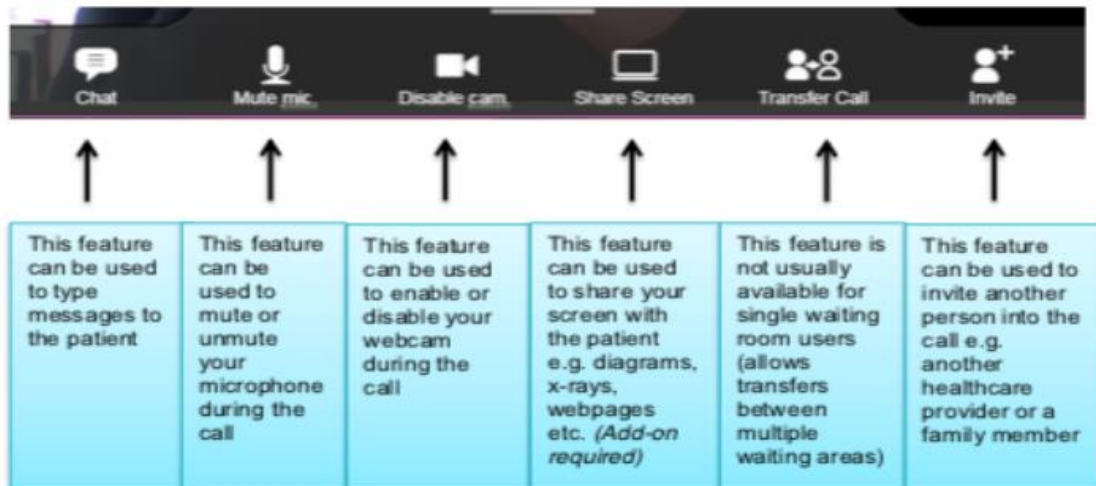 Chat
Mute mic.
Disable cam.
Share Screen
Transfer Call
Invite
This feature
can be used
to type
messages to
the patient
This feature
can be
used to
mute or
unmute
your
microphone
during the
call
This feature
can be used
to enable or
disable your
webcam
during the
call
This feature
can be used
to share your
screen with
the patient
e.g. diagrams,
x-rays,
webpages
etc. (Add-on
required)
This feature is
not usually
available for
single waiting
room users
(allows
transfers
between
multiple
waiting areas)
This feature
can be used to
invite another
person into the
call e.g.
another
healthcare
provider or a
family member